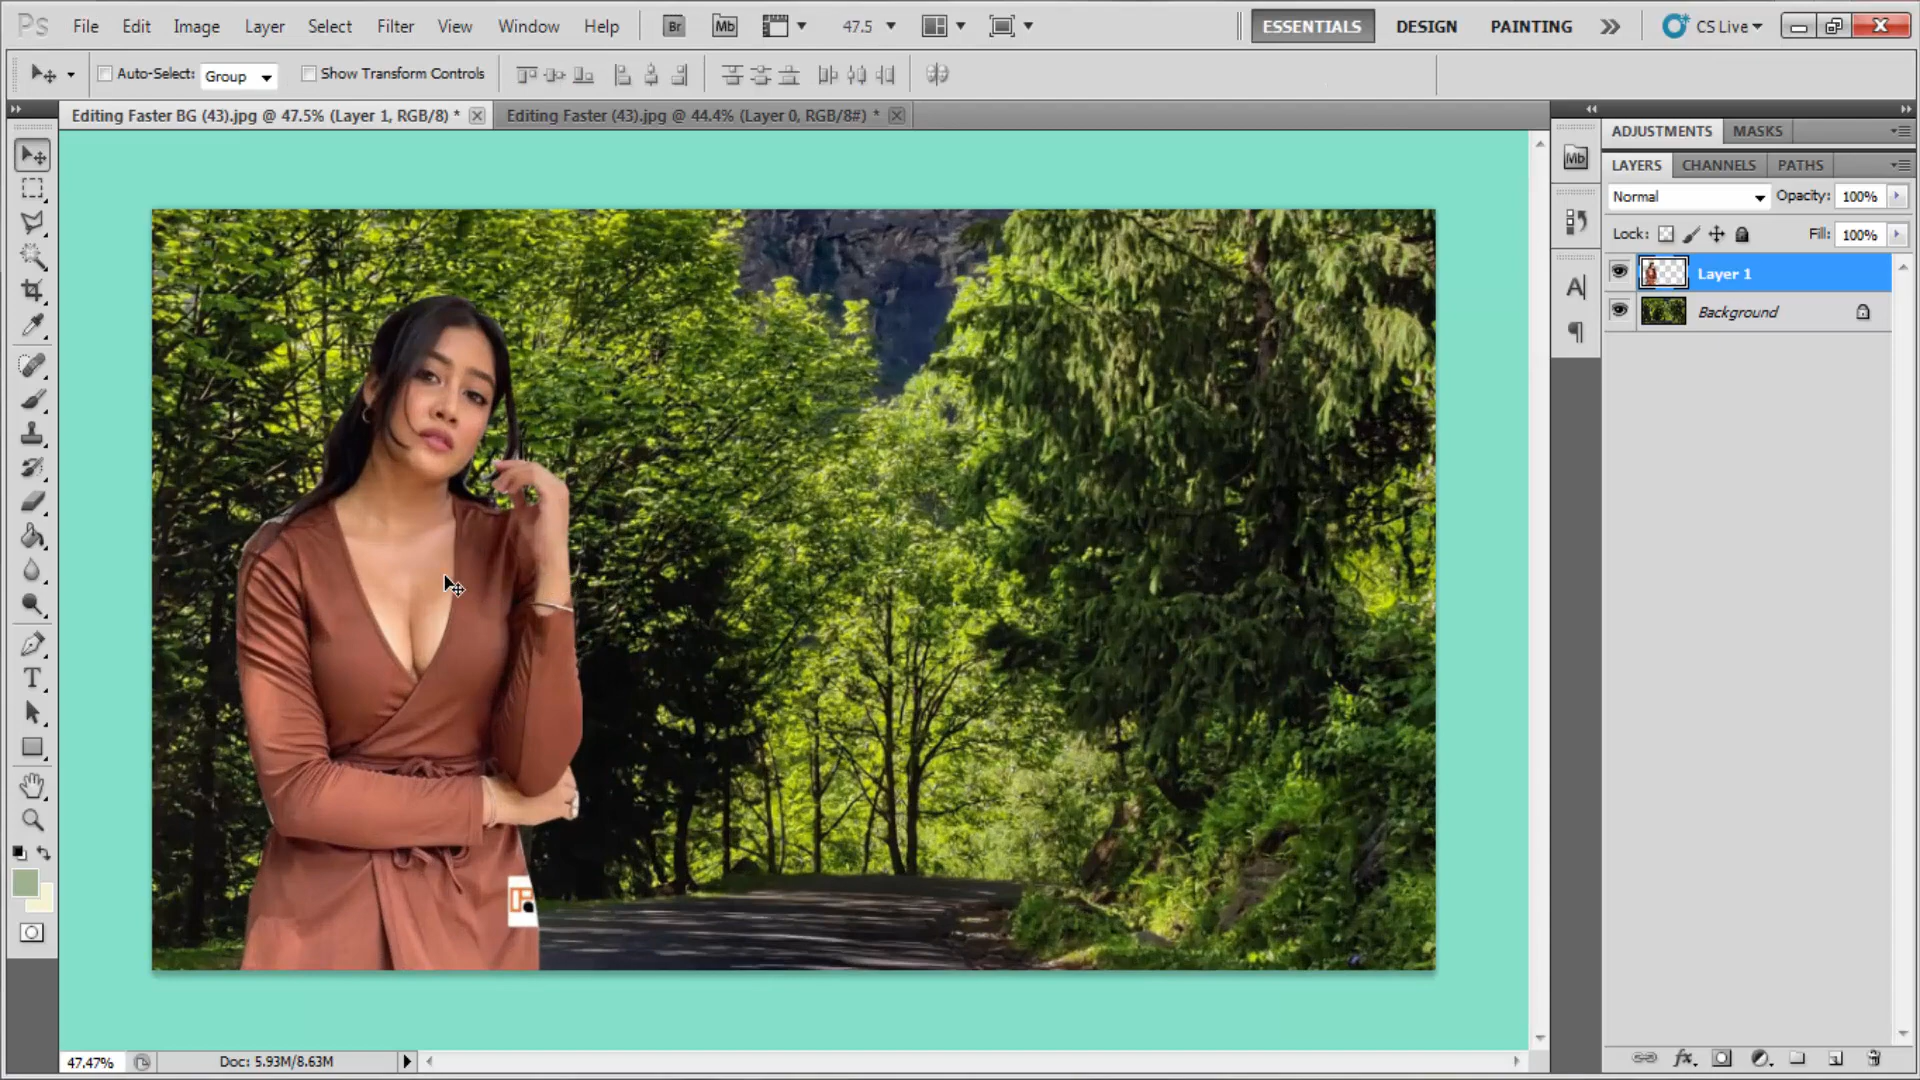 Ps File Edit Image Layer Select Filter Analysis View Window Help Br Mb 47.5 ESSENTIALS DESIGN PAINTING CS Live
Auto-Select: Group Show Transform Controls
Editing Faster BG (43).jpg @ 47.5% (Layer 1, RGB/8) * Editing Faster (43).jpg @ 44.4% (Layer 0, RGB/8#) *
ADJUSTMENTS MASKS
Mb
LAYERS CHANNELS PATHS
Normal Opacity: 100%
Lock: Fill: 100%
Layer 1
Background
47.47% Doc: 5.93M/8.63M